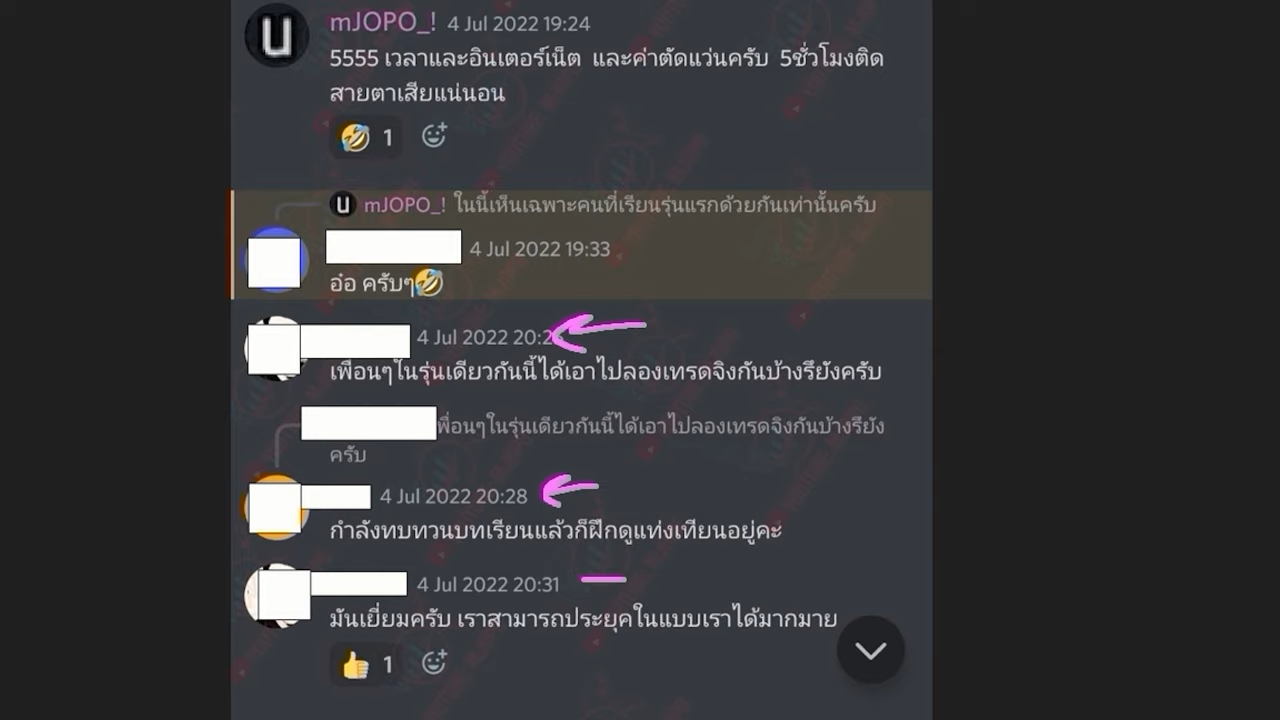 mJOPO_! 4 Jul 2022 19:24
5555 เวลาและอินเตอร์เน็ต และค่าตัดแว่นครับ 5ชั่วโมงติด
สายตาเสียแน่นอน
1
U mJOPO_! ในนี้เห็นเฉพาะคนที่เรียนรุ่นแรกด้วยกันเท่านั้นครับ
4 Jul 2022 19:33
อ๋อ ครับๆ
4 Jul 2022
เพื่อนๆในรุ่นเดียวกันนี้ได้เอาไปลองเทรดจิงกันบ้างรึยังครับ
พื่อนๆในรุ่นเดียวกันนี้ได้เอาไปลองเทรดจิงกันบ้างรึยัง
ครับ
4 Jul 2022 20:28
กำลังทบทวนบทเรียนแล้วก็ฝึกดูแท่งเทียนอยู่คะ
4 Jul 2022 20:31
มันเยี่ยมครับ เราสามารถประยุคในแบบเราได้มากมาย
1